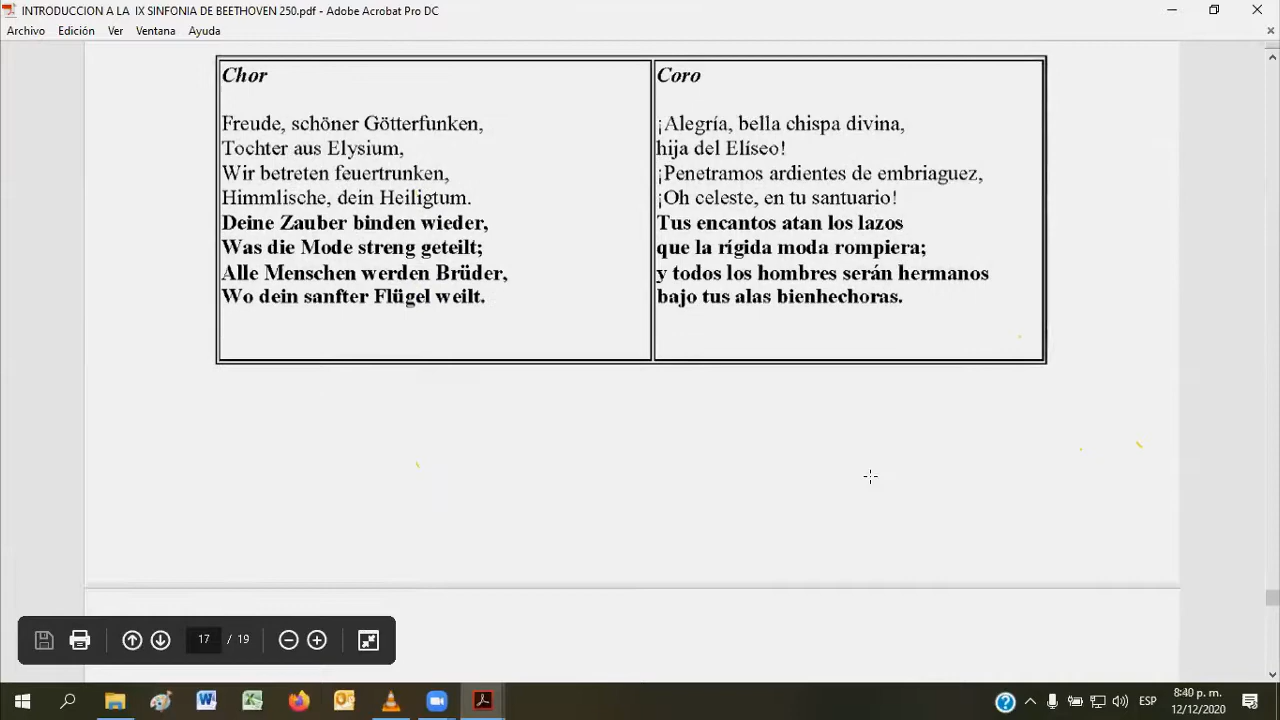 INTRODUCCION A LA IX SINFONIA DE BEETHOVEN 250.pdf - Adobe Acrobat Pro DC
Archivo Edición Ver Ventana Ayuda
Chor
Freude, schöner Götterfunken,
Tochter aus Elysium,
Wir betreten feuertrunken,
Himmlische, dein Heiligtum.
Deine Zauber binden wieder,
Was die Mode streng geteilt;
Alle Menschen werden Brüder,
Wo dein sanfter Flügel weilt.
Coro
¡Alegría, bella chispa divina,
hija del Elíseo!
¡Penetramos ardientes de embriaguez,
¡Oh celeste, en tu santuario!
Tus encantos atan los lazos
que la rígida moda rompiera;
y todos los hombres serán hermanos
bajo tus alas bienhechoras.
17 / 19
ESP
8:40 p. m.
12/12/2020